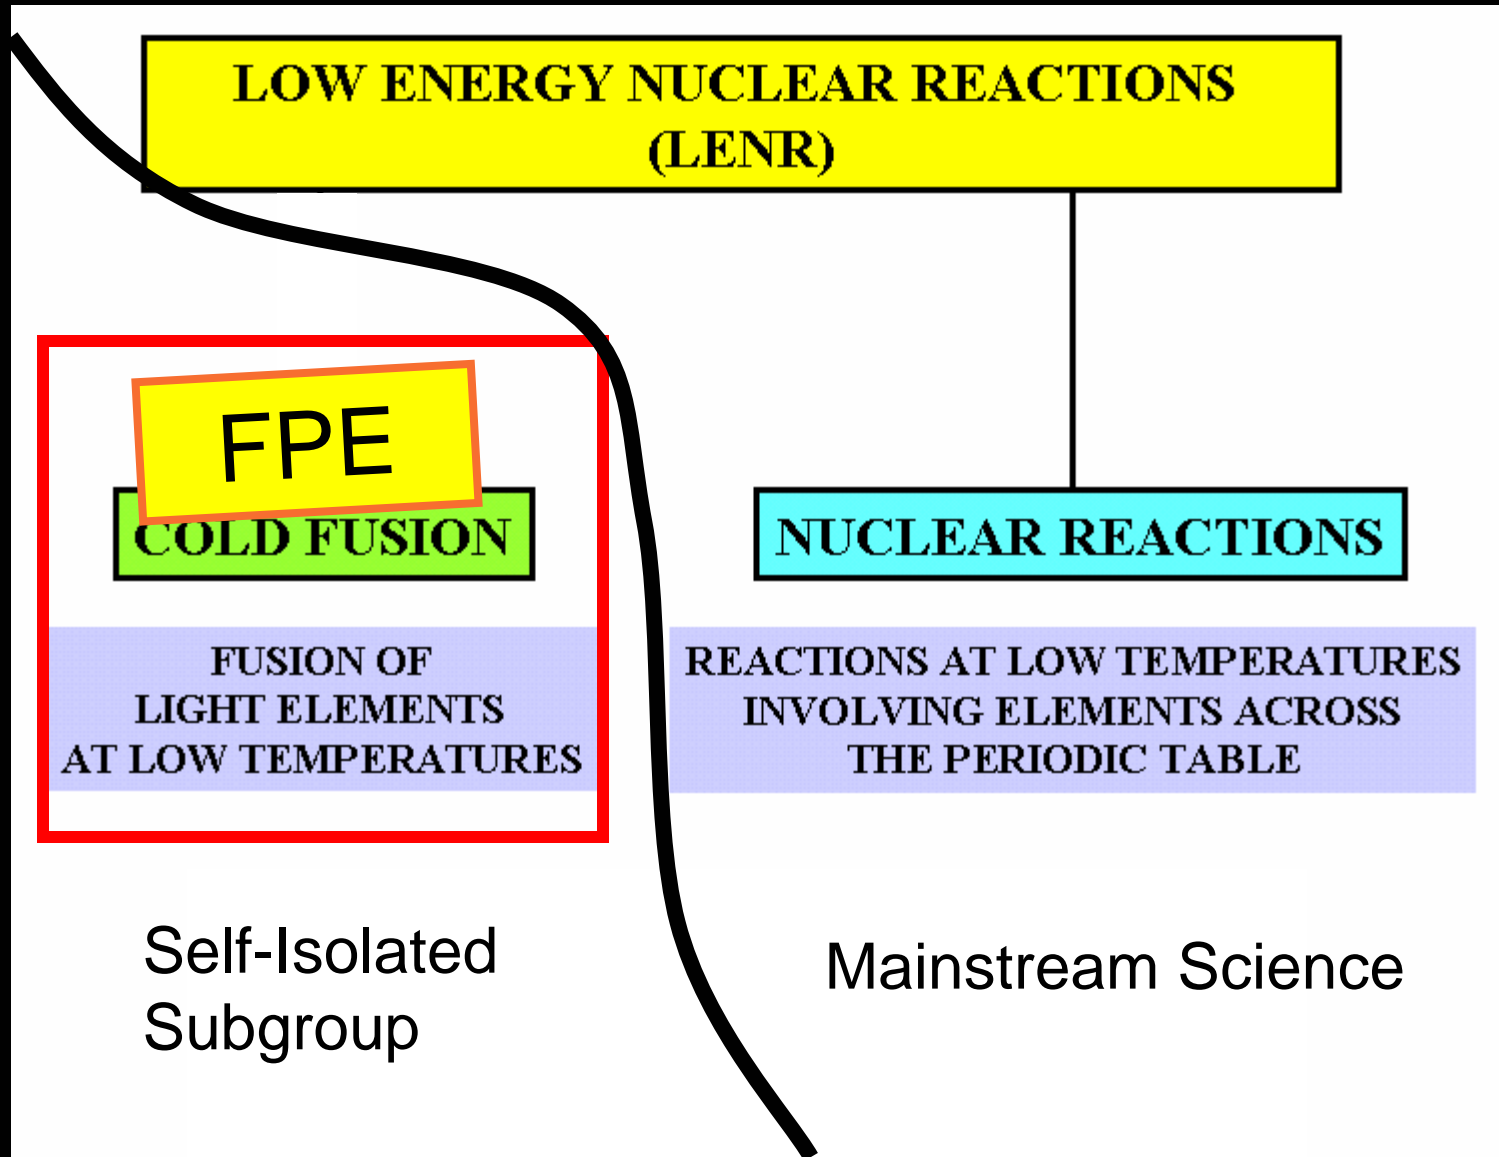 LOW ENERGY NUCLEAR REACTIONS
(LENR)
FPE
COLD FUSION
FUSION OF
LIGHT ELEMENTS
AT LOW TEMPERATURES
NUCLEAR REACTIONS
REACTIONS AT LOW TEMPERATURES
INVOLVING ELEMENTS ACROSS
THE PERIODIC TABLE
Self-Isolated
Subgroup
Mainstream Science